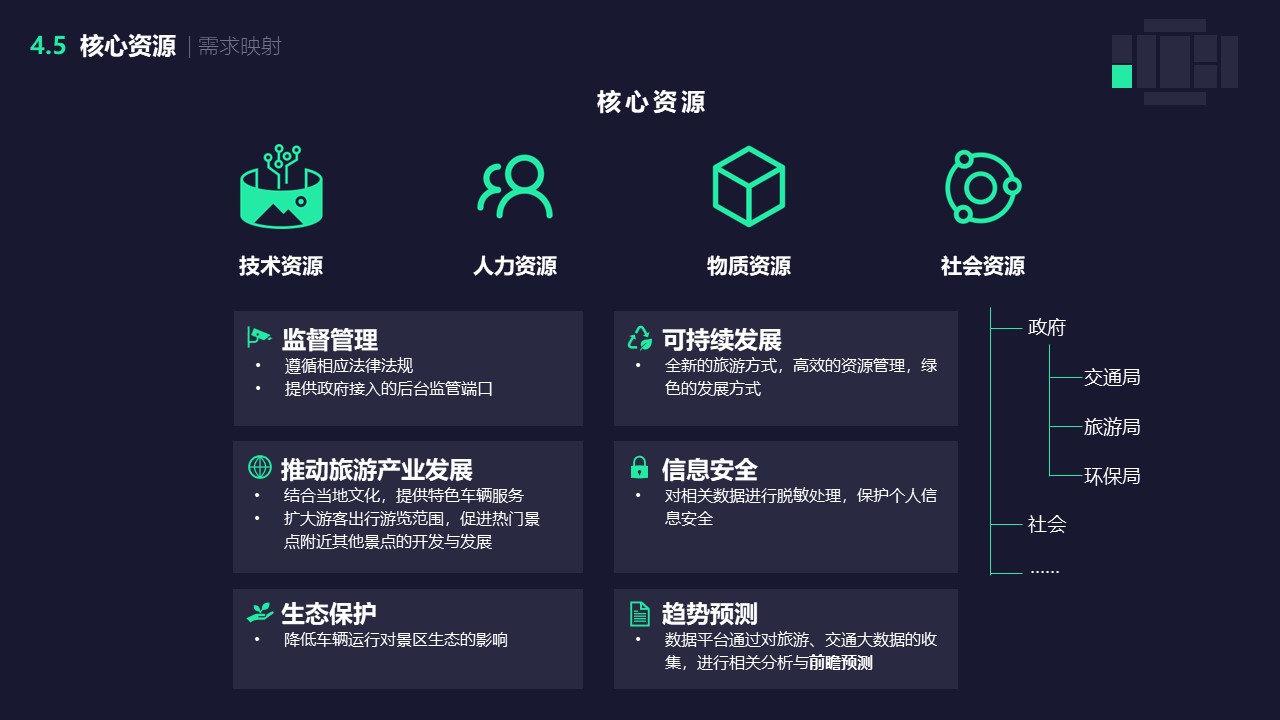 4.5 核心资源 | 需求映射
核心资源
技术资源
人力资源
物质资源
社会资源
监督管理
• 遵循相应法律法规
• 提供政府接入的后台监管端口
可持续发展
• 全新的旅游方式，高效的资源管理，绿
色的发展方式
推动旅游产业发展
• 结合当地文化，提供特色车辆服务
• 扩大游客出行游览范围，促进热门景
点附近其他景点的开发与发展
信息安全
• 对相关数据进行脱敏处理，保护个人信
息安全
生态保护
• 降低车辆运行对景区生态的影响
趋势预测
• 数据平台通过对旅游、交通大数据的收
集，进行相关分析与前瞻预测
政府
交通局
旅游局
环保局
社会
……